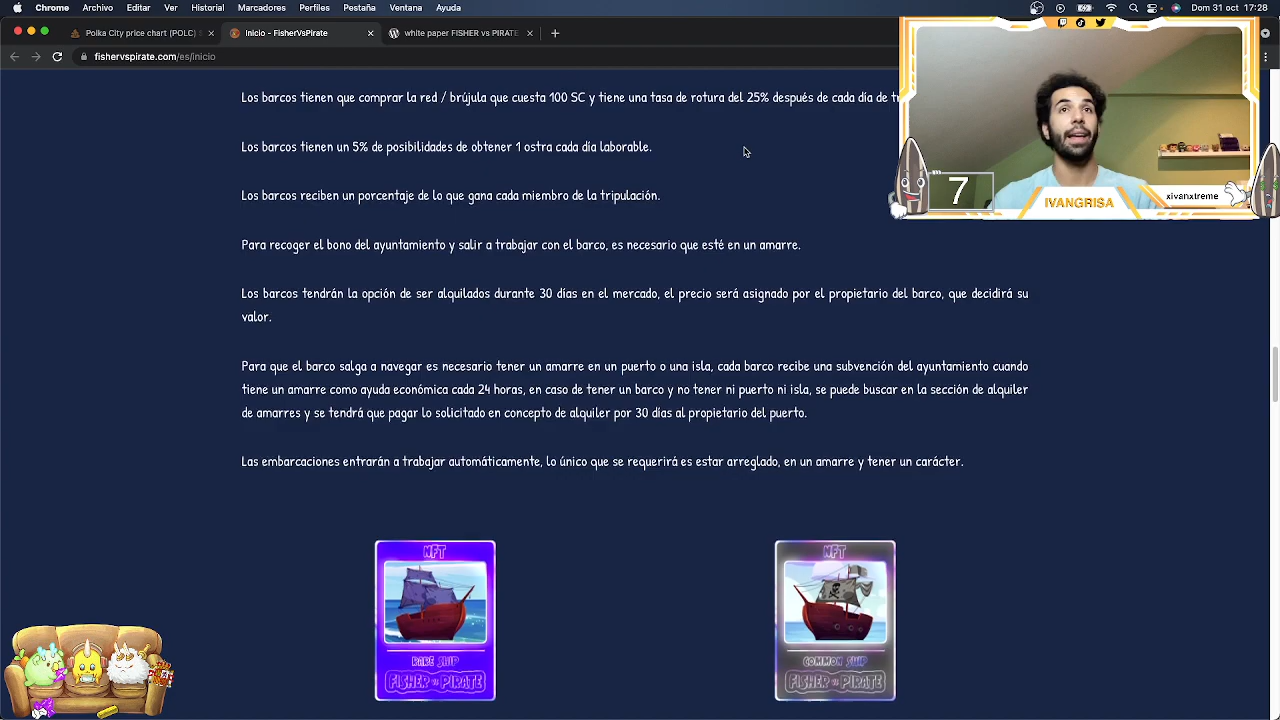 Chrome Archivo Editar Ver Historial Marcadores Perfiles Pestaña Ventana Ayuda
Dom 31 oct 17:28
Polka City price chart (POLC)
Inicio - Fisher
FISHER vs PIRATE
fishervspirate.com/es/inicio
Los barcos tienen que comprar la red / brújula que cuesta 100 SC y tiene una tasa de rotura del 25% después de cada día de
Los barcos tienen un 5% de posibilidades de obtener 1 ostra cada día laborable.
Los barcos reciben un porcentaje de lo que gana cada miembro de la tripulación.
Para recoger el bono del ayuntamiento y salir a trabajar con el barco, es necesario que esté en un amarre.
Los barcos tendrán la opción de ser alquilados durante 30 días en el mercado, el precio será asignado por el propietario del barco, que decidirá su
valor.
Para que el barco salga a navegar es necesario tener un amarre en un puerto o una isla, cada barco recibe una subvención del ayuntamiento cuando
tiene un amarre como ayuda económica cada 24 horas, en caso de tener un barco y no tener ni puerto ni isla, se puede buscar en la sección de alquiler
de amarres y se tendrá que pagar lo solicitado en concepto de alquiler por 30 días al propietario del puerto.
Las embarcaciones entrarán a trabajar automáticamente, lo único que se requerirá es estar arreglado, en un amarre y tener un carácter.
7
IVANGRISA
xivanxtreme
NFT
RARE SHIP
FISHER vs PIRATE
NFT
COMMON SHIP
FISHER vs PIRATE